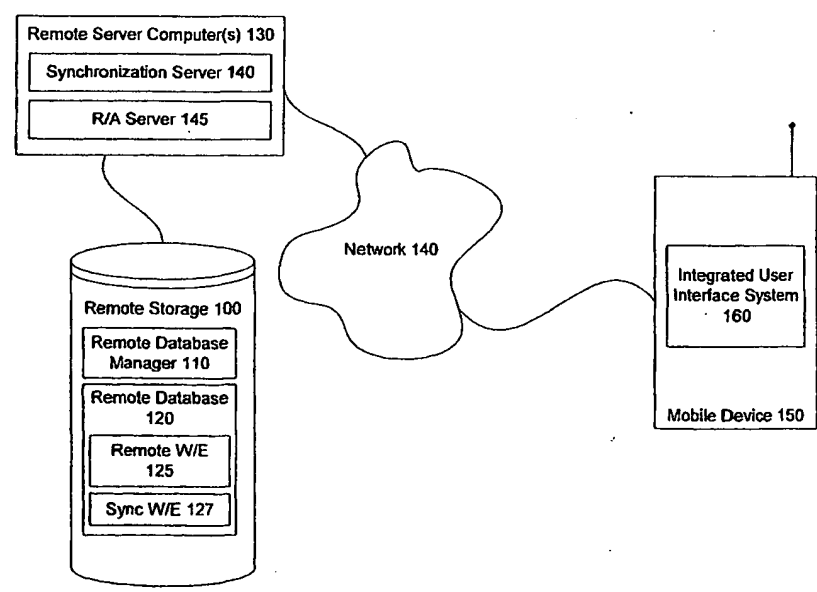 Remote Server Computer(s) 130
Synchronization Server 140
R/A Server 145
Network 140
Integrated User
Interface System
160
Mobile Device 150
Remote Storage 100
Remote Database
Manager 110
Remote Database
120
Remote W/E
125
Sync W/E 127